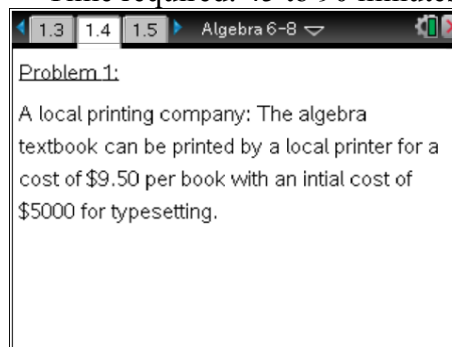 Time required: 45 to 90 minutes
1.3 1.4 1.5 Algebra 6-8
Problem 1:
A local printing company: The algebra
textbook can be printed by a local printer for a
cost of $9.50 per book with an intial cost of
$5000 for typesetting.